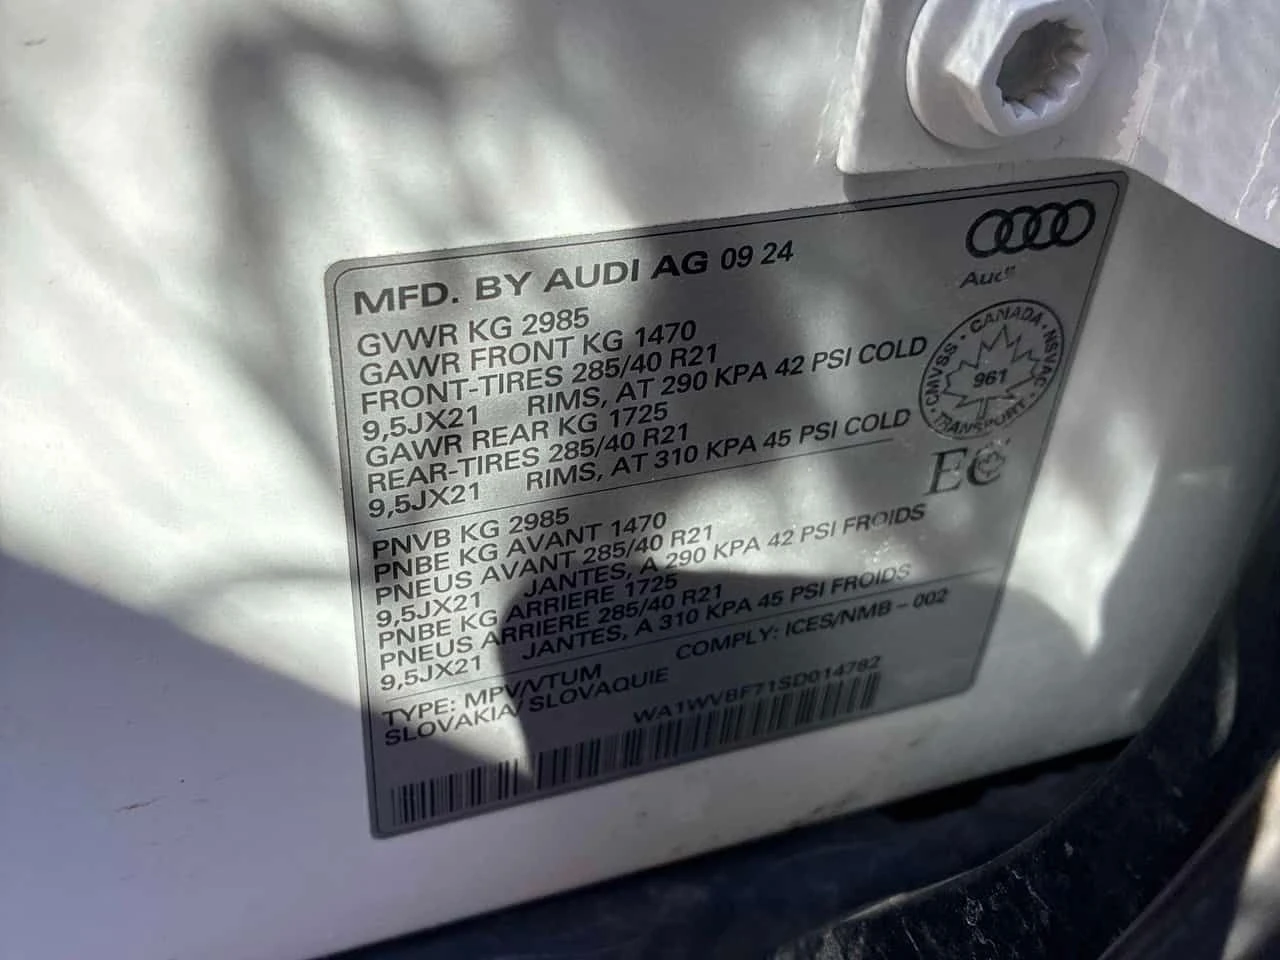 MFD. BY AUDI AG 09 24
Audi
GVWR KG 2985
GAWR FRONT KG 1470
FRONT-TIRES 285/40 R21
9,5JX21 RIMS, AT 290 KPA 42 PSI COLD
GAWR REAR KG 1725
REAR-TIRES 285/40 R21
9,5JX21 RIMS, AT 310 KPA 45 PSI COLD
CMVSS · CANADA · NSVAC · TRANSPORT
961
EC
PNVB KG 2985
PNBE KG AVANT 1470
PNEUS AVANT 285/40 R21
9,5JX21 JANTES, A 290 KPA 42 PSI FROIDS
PNBE KG ARRIERE 1725
PNEUS ARRIERE 285/40 R21
9,5JX21 JANTES, A 310 KPA 45 PSI FROIDS
TYPE: MPV/VTUM COMPLY: ICES/NMB - 002
SLOVAKIA/ SLOVAQUIE
WA1WVBF71SD014782